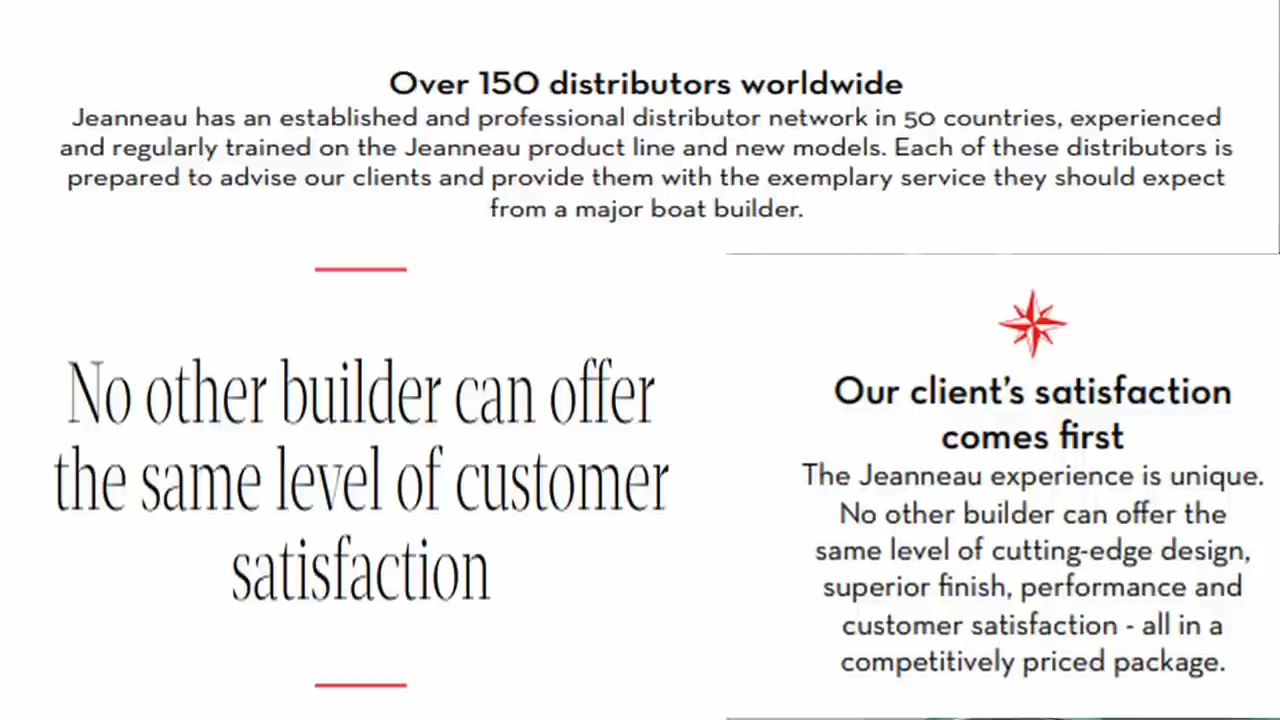 Over 150 distributors worldwide
Jeanneau has an established and professional distributor network in 50 countries, experienced
and regularly trained on the Jeanneau product line and new models. Each of these distributors is
prepared to advise our clients and provide them with the exemplary service they should expect
from a major boat builder.
No other builder can offer
the same level of customer
satisfaction
Our client's satisfaction
comes first
The Jeanneau experience is unique.
No other builder can offer the
same level of cutting-edge design,
superior finish, performance and
customer satisfaction - all in a
competitively priced package.